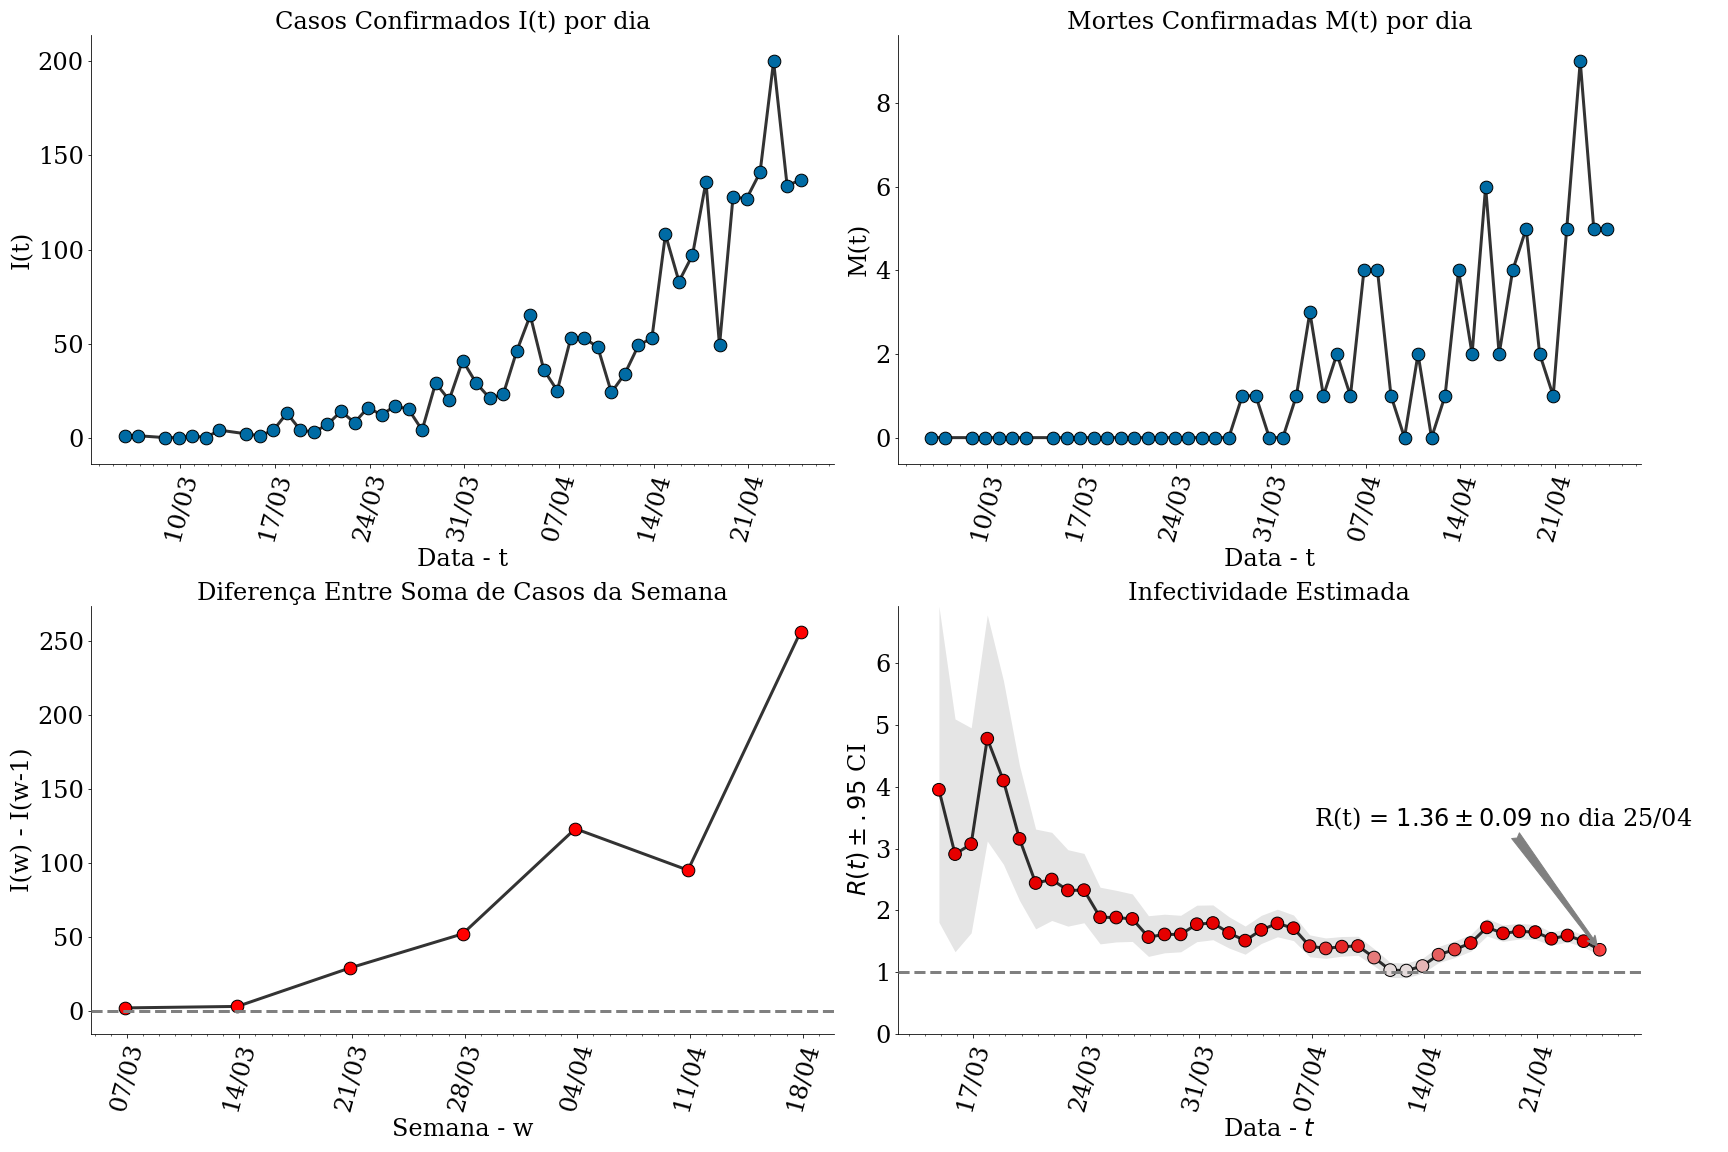 Casos Confirmados I(t) por dia
I(t)
200
150
100
50
0
10/03 17/03 24/03 31/03 07/04 14/04 21/04
Data - t
Mortes Confirmadas M(t) por dia
M(t)
8
6
4
2
0
10/03 17/03 24/03 31/03 07/04 14/04 21/04
Data - t
Diferença Entre Soma de Casos da Semana
I(w) - I(w-1)
250
200
150
100
50
0
07/03 14/03 21/03 28/03 04/04 11/04 18/04
Semana - w
Infectividade Estimada
R(t) ± .95 CI
6
5
4
3
2
1
0
R(t) = 1.36 ± 0.09 no dia 25/04
17/03 24/03 31/03 07/04 14/04 21/04
Data - t